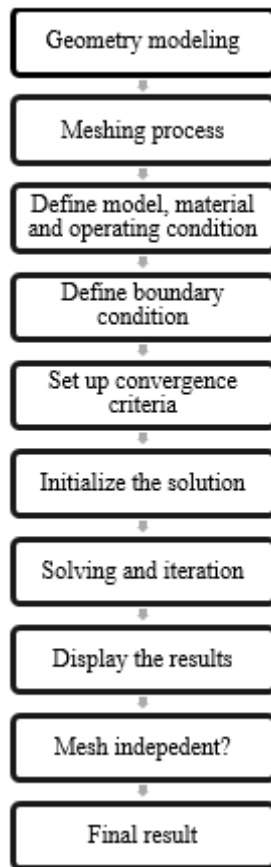 Geometry modeling
Meshing process
Define model, material
and operating condition
Define boundary
condition
Set up convergence
criteria
Initialize the solution
Solving and iteration
Display the results
Mesh indepedent?
Final result